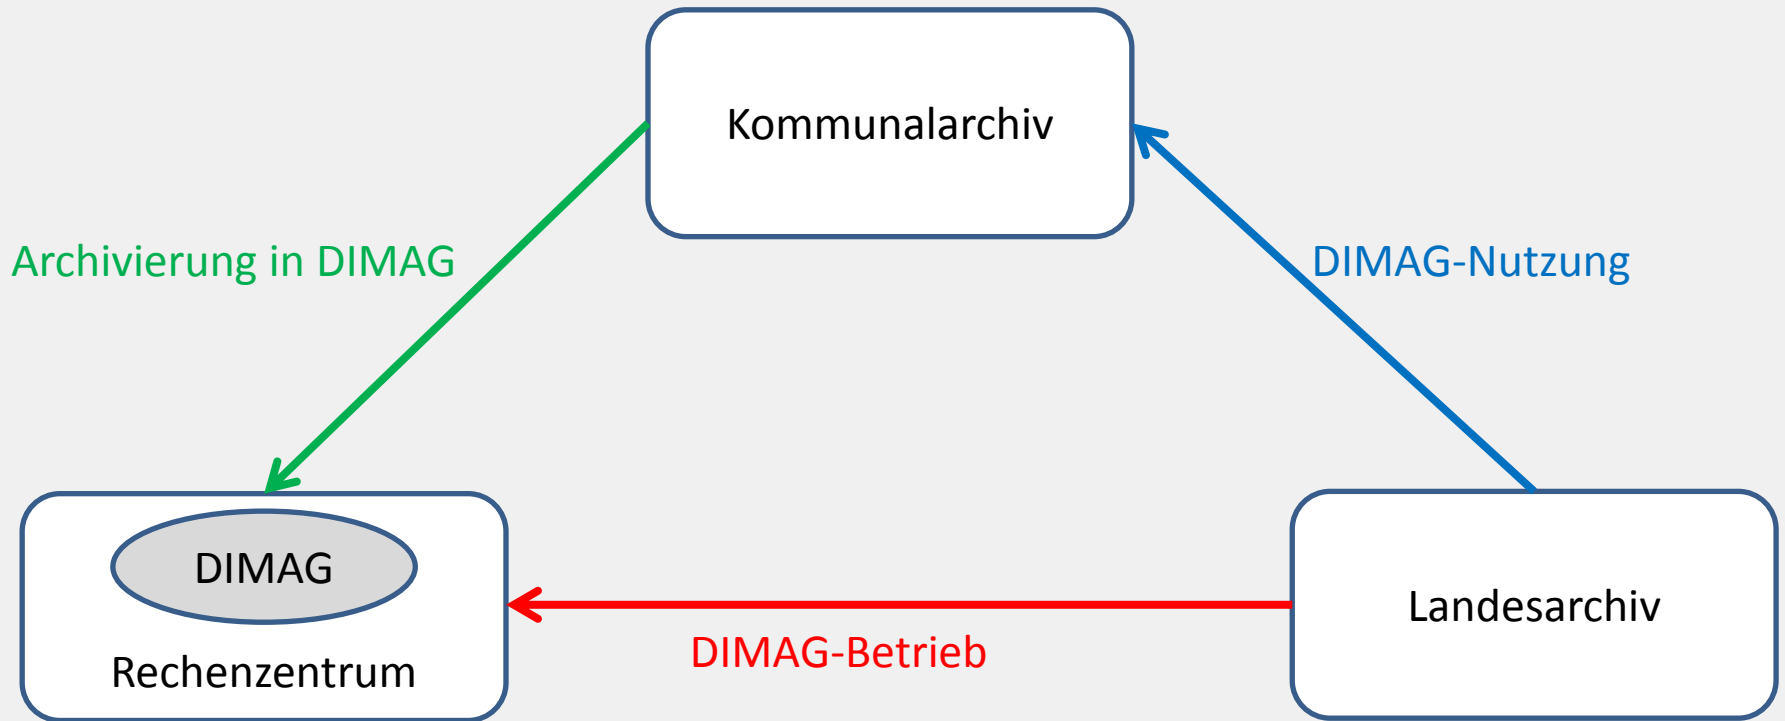 Kommunalarchiv
Archivierung in DIMAG
DIMAG-Nutzung
DIMAG
Rechenzentrum
DIMAG-Betrieb
Landesarchiv